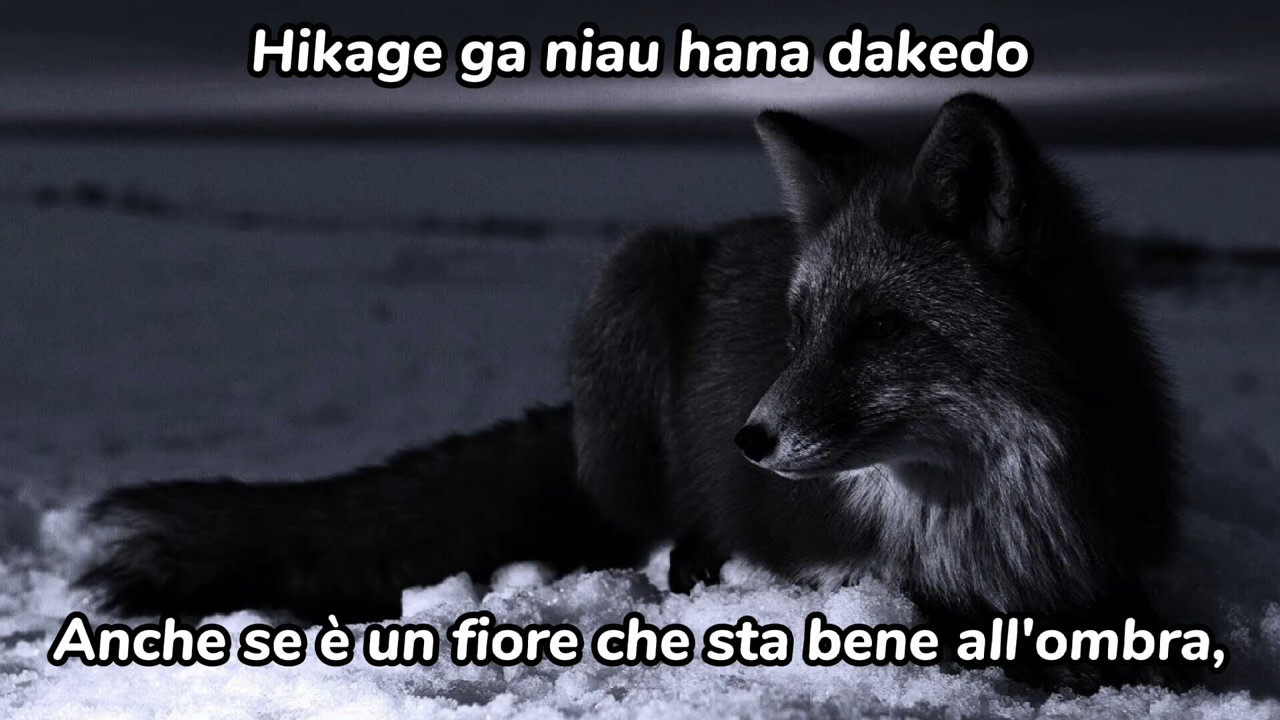 Hikage ga niau hana dakedo
Anche se è un fiore che sta bene all'ombra,